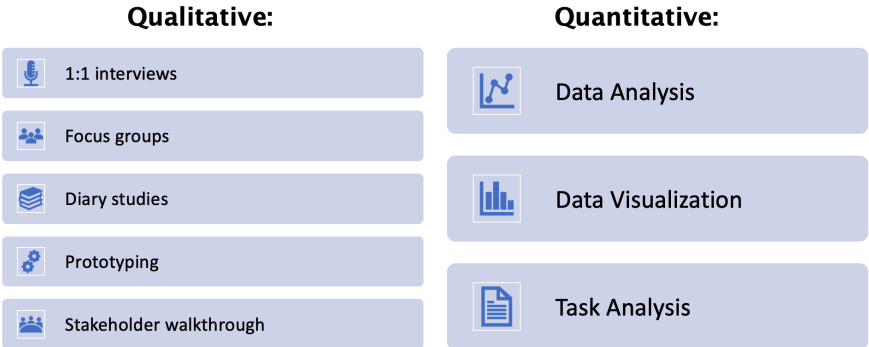 Qualitative:
1:1 interviews
Focus groups
Diary studies
Prototyping
Stakeholder walkthrough
Quantitative:
Data Analysis
Data Visualization
Task Analysis